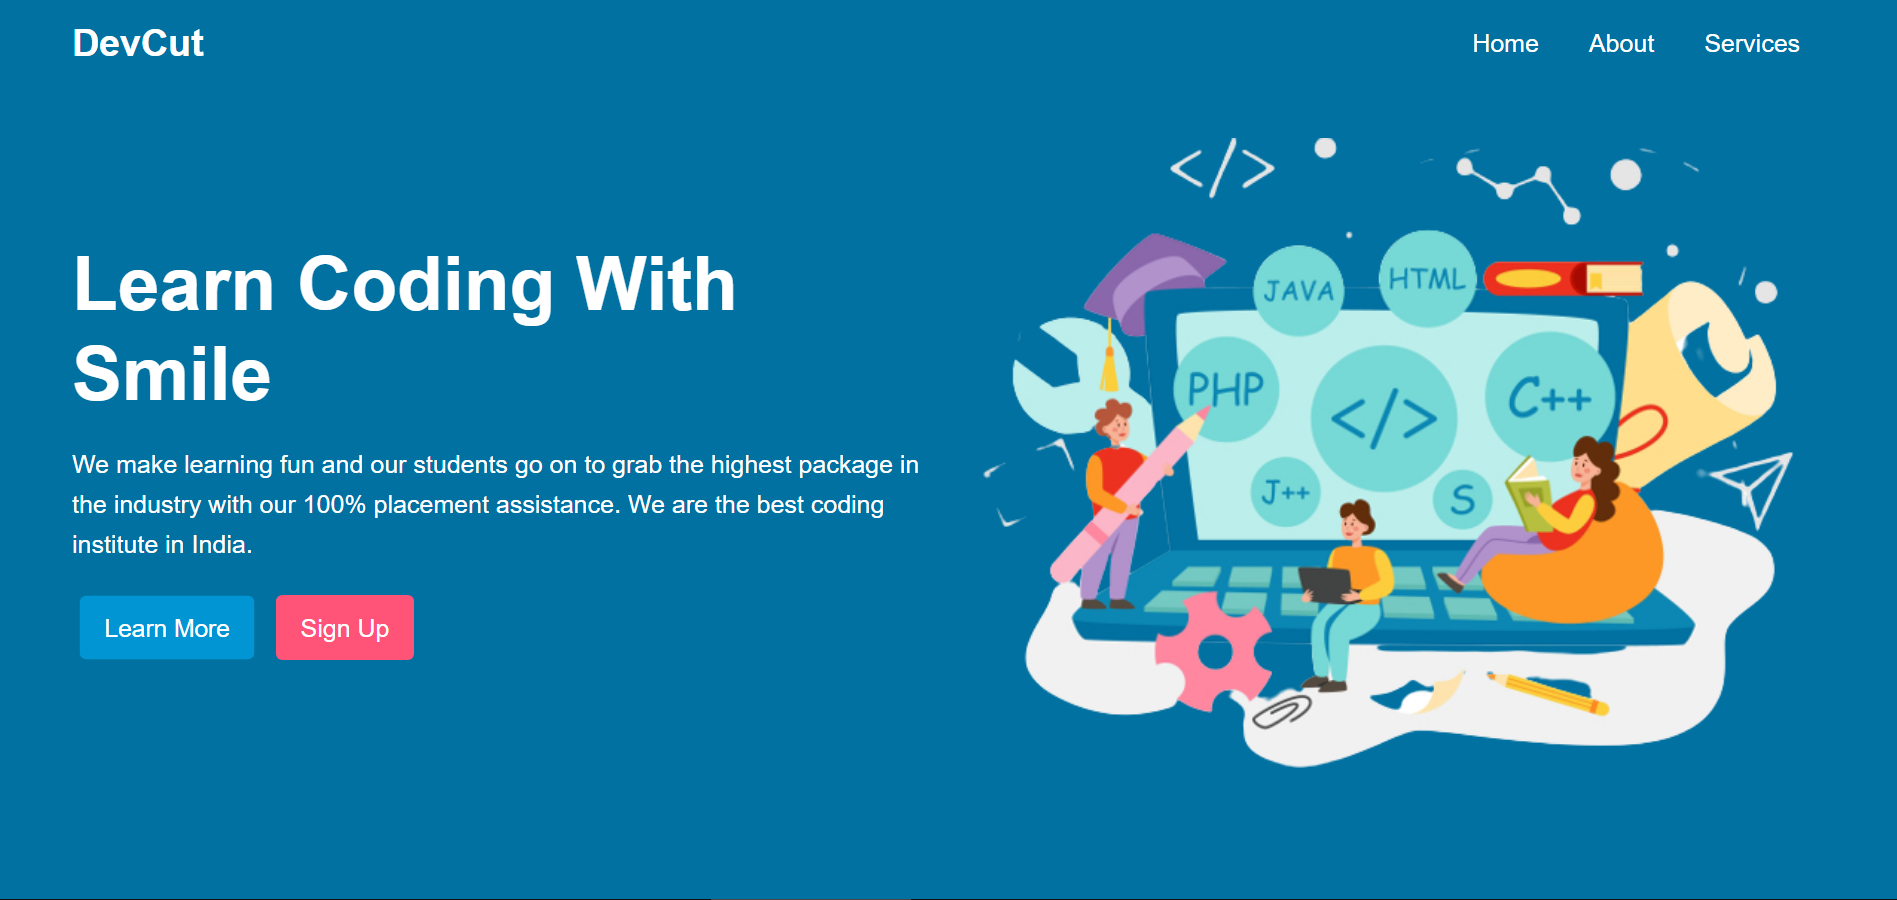 DevCut
Home
About
Services
Learn Coding With
Smile
We make learning fun and our students go on to grab the highest package in
the industry with our 100% placement assistance. We are the best coding
institute in India.
Learn More
Sign Up
</>
JAVA
HTML
PHP
</>
C++
J++
S